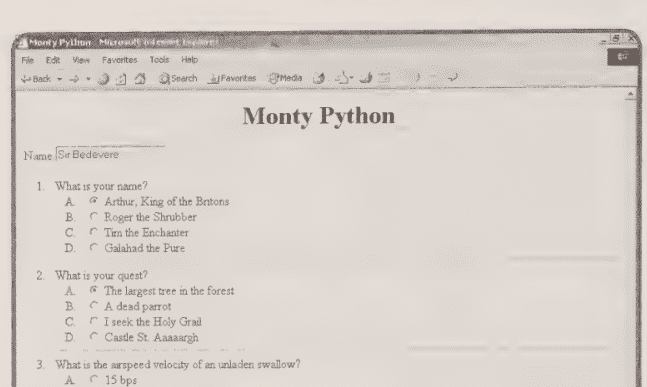 Monty Python - Microsoft Internet Explorer
File Edit View Favorites Tools Help
Back Search Favorites Media
Monty Python
Name: Sir Bedevere
1. What is your name?
A. Arthur, King of the Britons
B. Roger the Shrubber
C. Tim the Enchanter
D. Galahad the Pure
2. What is your quest?
A. The largest tree in the forest
B. A dead parrot
C. I seek the Holy Grail
D. Castle St. Aaaaargh
3. What is the airspeed velocity of an unladen swallow?
A. 15 bps